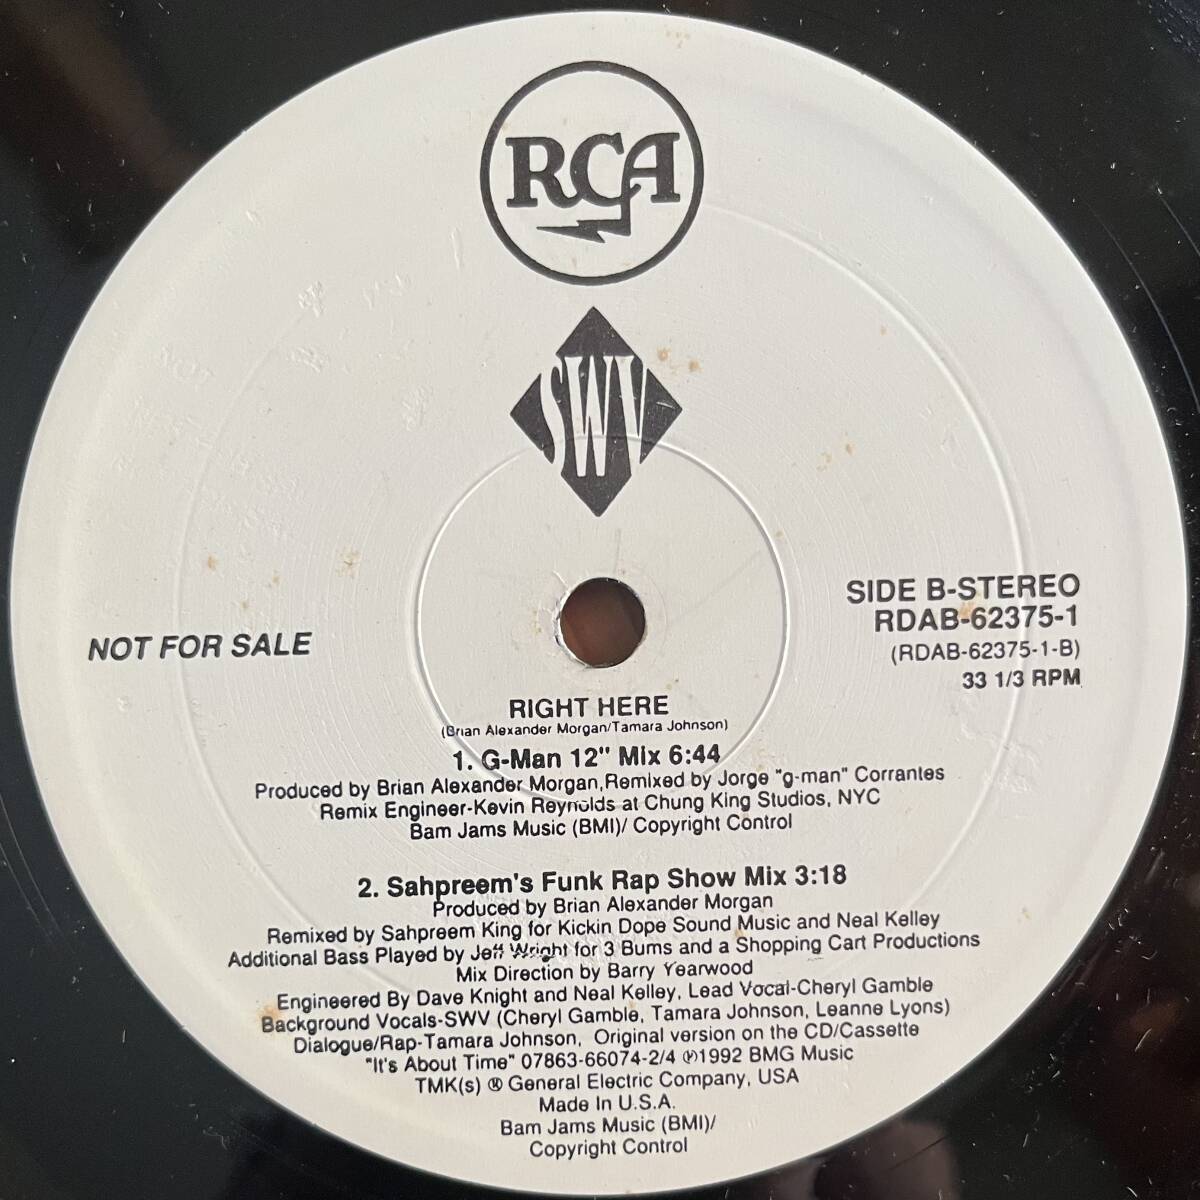 RCA
SWV
NOT FOR SALE
SIDE B-STEREO
RDAB-62375-1
(RDAB-62375-1-B)
33 1/3 RPM
RIGHT HERE
(Brian Alexander Morgan/Tamara Johnson)
1. G-Man 12" Mix 6:44
Produced by Brian Alexander Morgan,Remixed by Jorge "g-man" Corrantes
Remix Engineer-Kevin Reynolds at Chung King Studios, NYC
Bam Jams Music (BMI)/ Copyright Control
2. Sahpreem's Funk Rap Show Mix 3:18
Produced by Brian Alexander Morgan
Remixed by Sahpreem King for Kickin Dope Sound Music and Neal Kelley
Additional Bass Played by Jeff Wright for 3 Bums and a Shopping Cart Productions
Mix Direction by Barry Yearwood
Engineered By Dave Knight and Neal Kelley, Lead Vocal-Cheryl Gamble
Background Vocals-SWV (Cheryl Gamble, Tamara Johnson, Leanne Lyons)
Dialogue/Rap-Tamara Johnson, Original version on the CD/Cassette
"It's About Time" 07863-66074-2/4 ℗1992 BMG Music
TMK(s) ® General Electric Company, USA
Made In U.S.A.
Bam Jams Music (BMI)/
Copyright Control